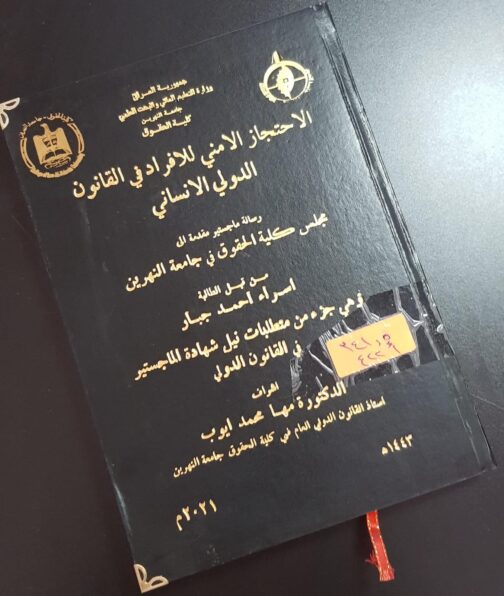 جمهورية العراق
وزارة التعليم العالي والبحث العلمي
جامعة النهرين
كلية الحقوق
الاحتجاز الامني للافراد في القانون
الدولي الانساني
رسالة ماجستير مقدمة الى
مجلس كلية الحقوق في جامعة النهرين
من قبل الطالبة
اسراء احمد جبار
وهي جزء من متطلبات نيل شهادة الماجستير
في القانون الدولي
اشراف
الدكتورة مها محمد ايوب
استاذ القانون الدولي العام في كلية الحقوق جامعة النهرين
١٤٤٣هـ
٢٠٢١م